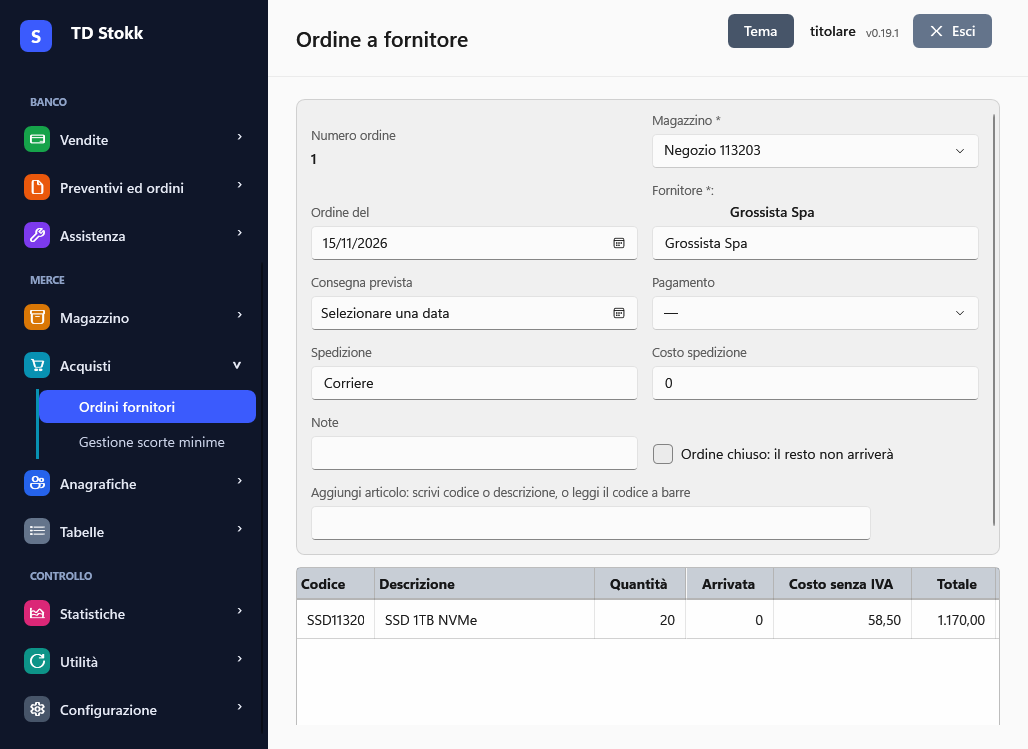 S
TD Stokk
BANCO
Vendite
Preventivi ed ordini
Assistenza
MERCE
Magazzino
Acquisti
Ordini fornitori
Gestione scorte minime
Anagrafiche
Tabelle
CONTROLLO
Statistiche
Utilità
Configurazione
Ordine a fornitore
Tema
titolare
v0.19.1
Esci
Numero ordine
1
Magazzino *
Negozio 113203
Fornitore *:
Grossista Spa
Ordine del
15/11/2026
Grossista Spa
Consegna prevista
Selezionare una data
Pagamento
—
Spedizione
Corriere
Costo spedizione
0
Note
Ordine chiuso: il resto non arriverà
Aggiungi articolo: scrivi codice o descrizione, o leggi il codice a barre
Codice Descrizione Quantità Arrivata Costo senza IVA Totale
SSD11320 SSD 1TB NVMe 20 0 58,50 1.170,00